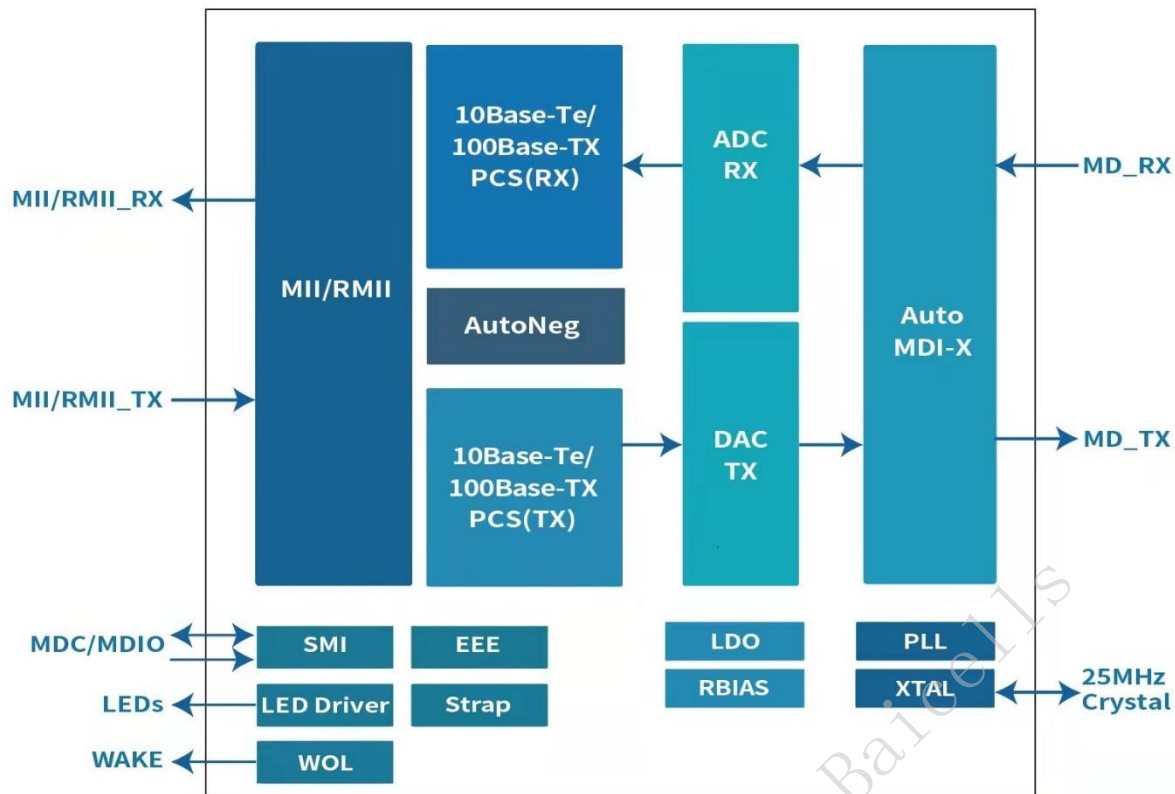 10Base-Te/
100Base-TX
PCS(RX)
ADC
RX
MD_RX
MII/RMII_RX
MII/RMII
AutoNeg
Auto
MDI-X
MII/RMII_TX
10Base-Te/
100Base-TX
PCS(TX)
DAC
TX
MD_TX
MDC/MDIO
SMI
EEE
LDO
PLL
LEDs
LED Driver
Strap
RBIAS
XTAL
25MHz
Crystal
WAKE
WOL
Baicells